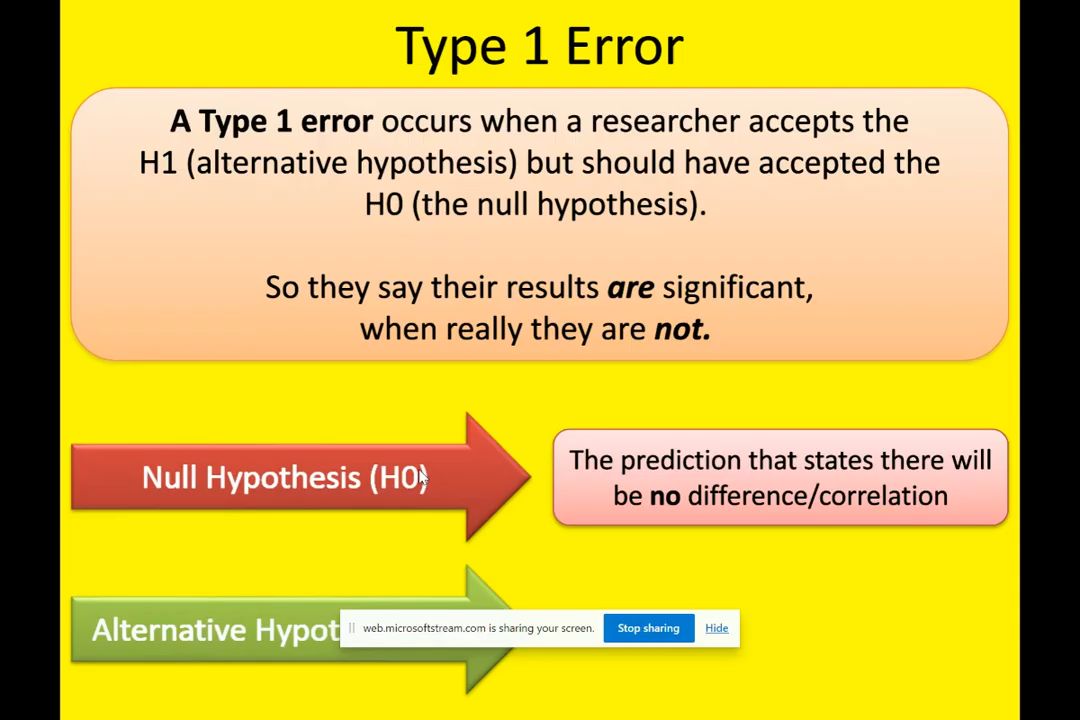 Type 1 Error
A Type 1 error occurs when a researcher accepts the
H1 (alternative hypothesis) but should have accepted the
H0 (the null hypothesis).
So they say their results are significant,
when really they are not.
Null Hypothesis (H0)
The prediction that states there will
be no difference/correlation
Alternative Hypot
web.microsoftstream.com is sharing your screen.
Stop sharing
Hide